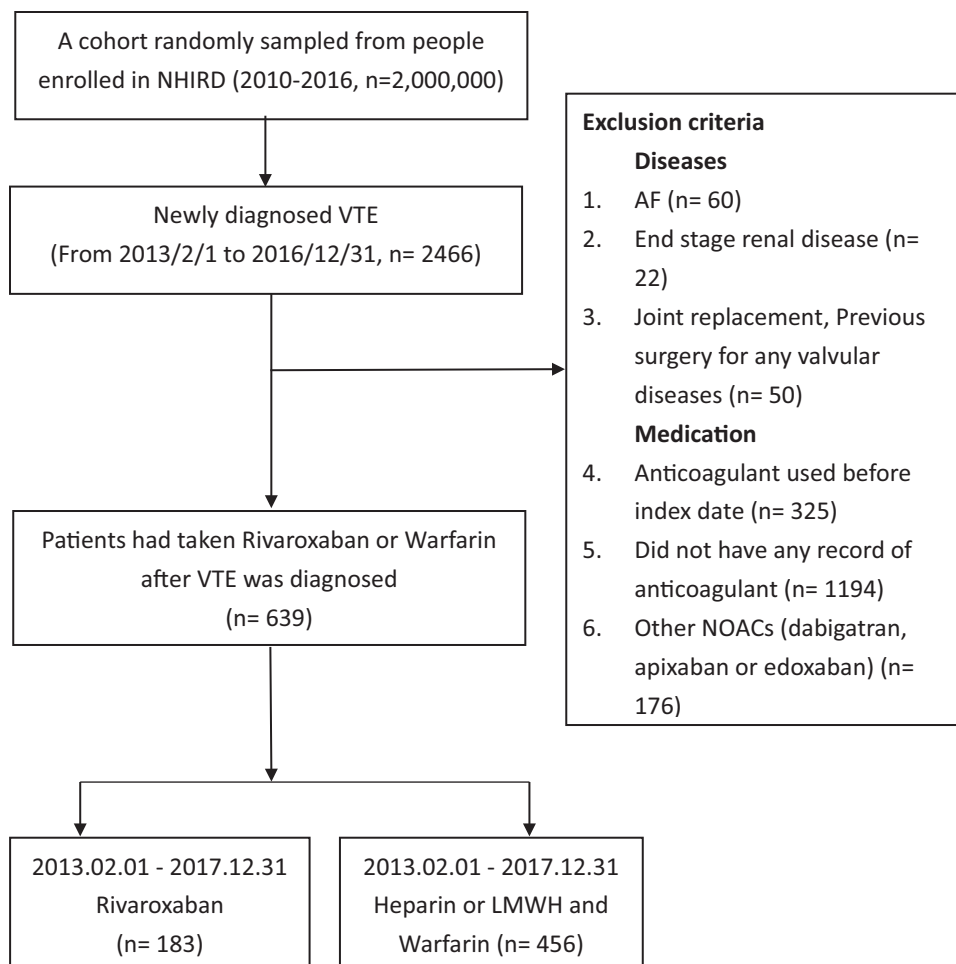 A cohort randomly sampled from people
enrolled in NHIRD (2010-2016, n=2,000,000)
Newly diagnosed VTE
(From 2013/2/1 to 2016/12/31, n= 2466)
Exclusion criteria
Diseases
1. AF (n= 60)
2. End stage renal disease (n=
22)
3. Joint replacement, Previous
surgery for any valvular
diseases (n= 50)
Medication
4. Anticoagulant used before
index date (n= 325)
5. Did not have any record of
anticoagulant (n= 1194)
6. Other NOACs (dabigatran,
apixaban or edoxaban) (n=
176)
Patients had taken Rivaroxaban or Warfarin
after VTE was diagnosed
(n= 639)
2013.02.01 - 2017.12.31
Rivaroxaban
(n= 183)
2013.02.01 - 2017.12.31
Heparin or LMWH and
Warfarin (n= 456)